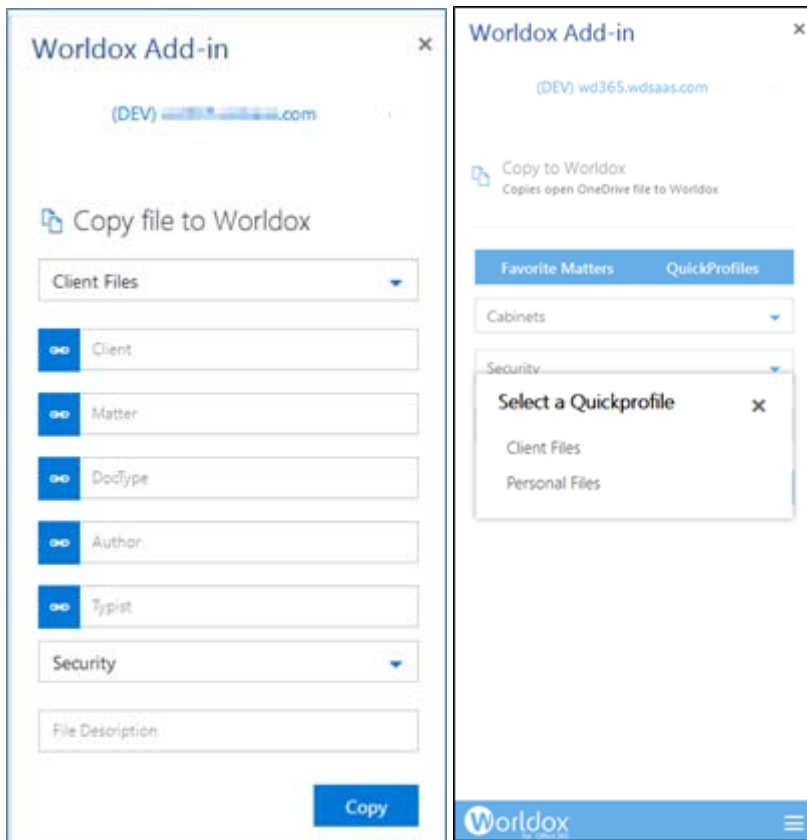 Worldox Add-in
(DEV) .com
Copy file to Worldox
Client Files
Client
Matter
DocType
Author
Typist
Security
File Description
Copy
Worldox Add-in
(DEV) wd365.wdsaas.com
Copy to Worldox
Copies open OneDrive file to Worldox
Favorite Matters QuickProfiles
Cabinets
Security
Select a Quickprofile
Client Files
Personal Files
Worldox
for Office365